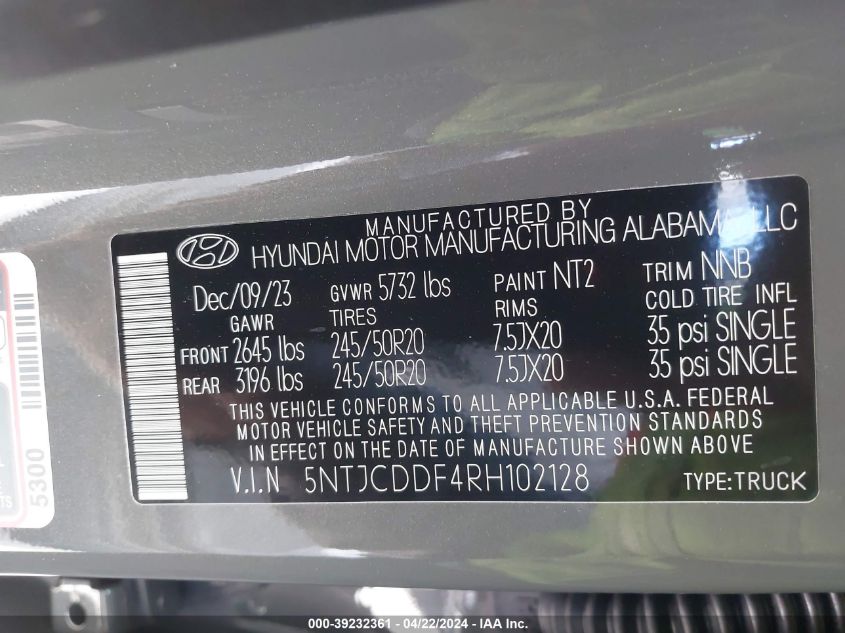 MANUFACTURED BY
HYUNDAI MOTOR MANUFACTURING ALABAMA, LLC
Dec/09/23 GVWR 5732 lbs PAINT NT2 TRIM NNB
GAWR TIRES RIMS COLD TIRE INFL
FRONT 2645 lbs 245/50R20 7.5JX20 35 psi SINGLE
REAR 3196 lbs 245/50R20 7.5JX20 35 psi SINGLE
THIS VEHICLE CONFORMS TO ALL APPLICABLE U.S.A. FEDERAL
MOTOR VEHICLE SAFETY AND THEFT PREVENTION STANDARDS
IN EFFECT ON THE DATE OF MANUFACTURE SHOWN ABOVE
V.I.N 5NTJCDDF4RH102128 TYPE:TRUCK
5300
000-39232361 - 04/22/2024 - IAAI.com